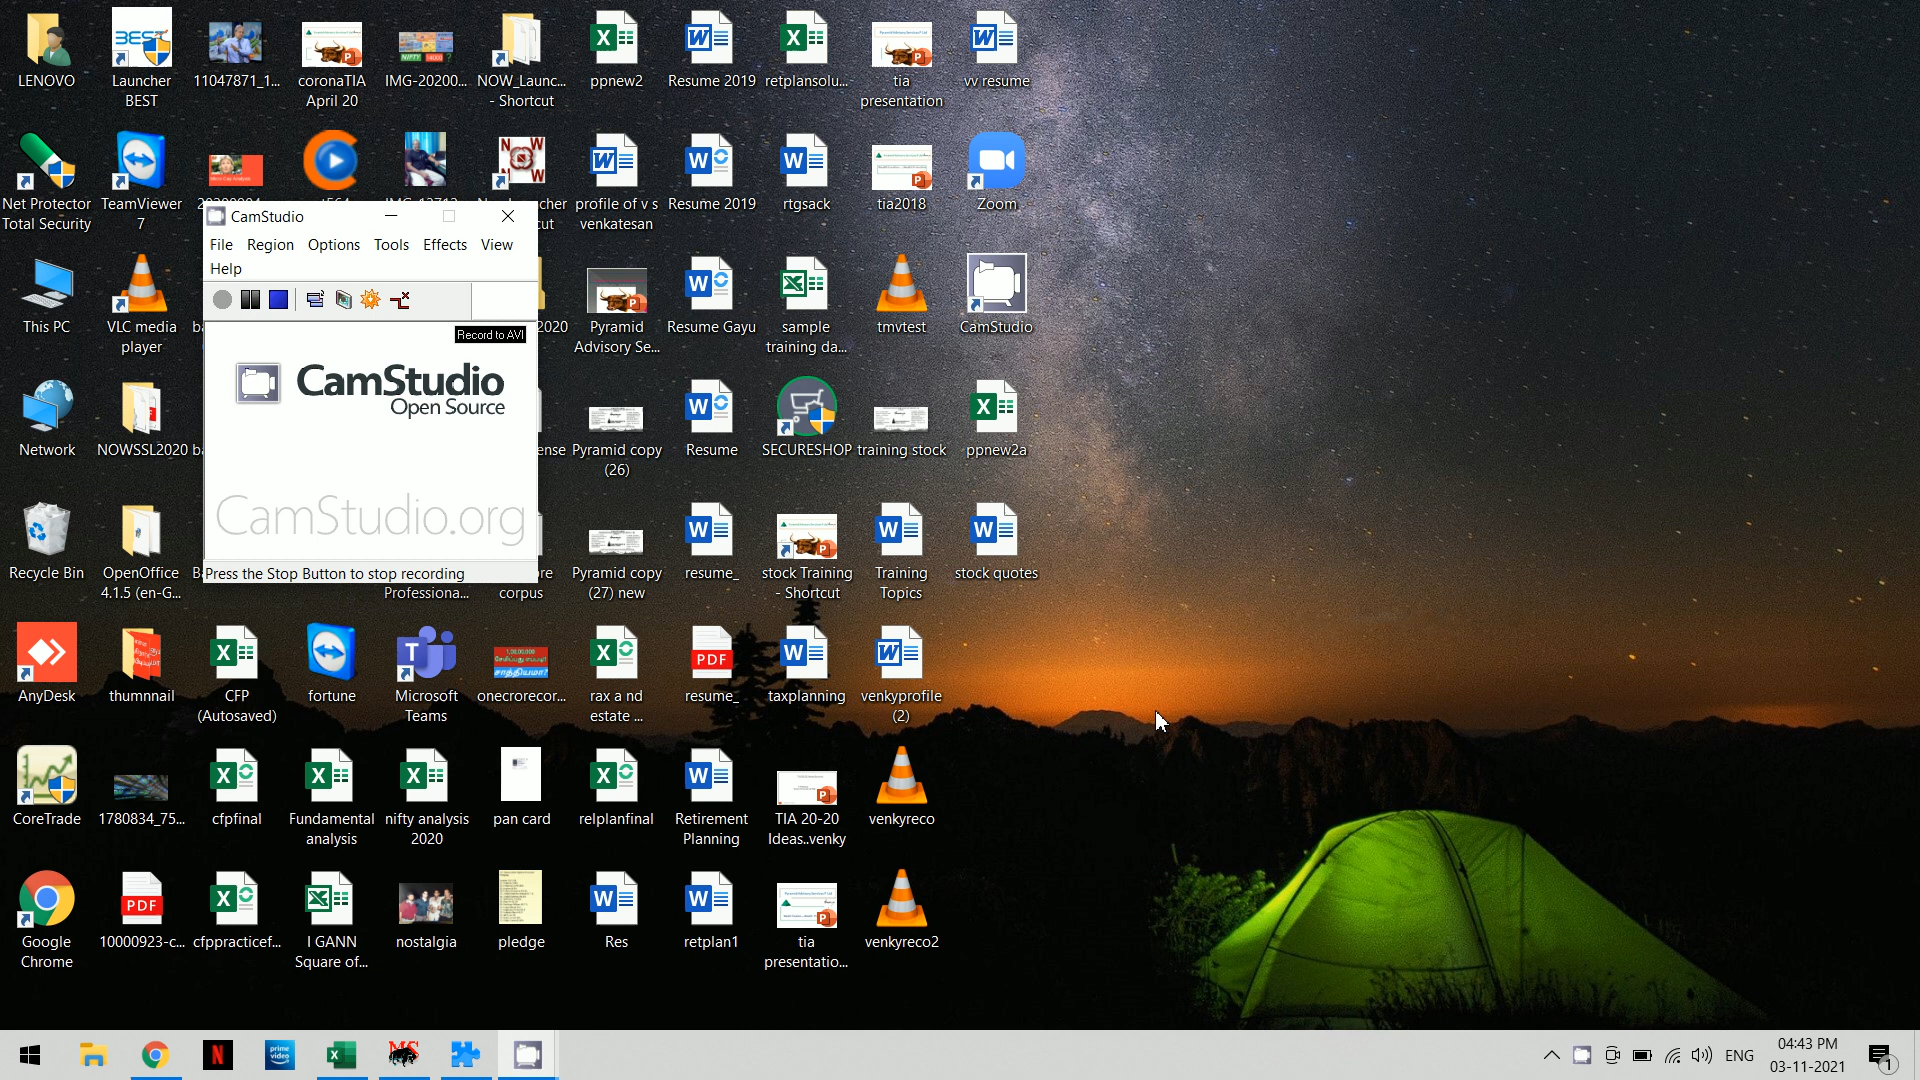 LENOVO
Launcher
BEST
11047871_1...
coronaTIA
April 20
IMG-20200...
NOW_Launc...
- Shortcut
ppnew2
Resume 2019
retplansolu...
tia
presentation
vv resume
Net Protector
Total Security
TeamViewer
7
profile of v s
venkatesan
Resume 2019
rtgsack
tia2018
Zoom
CamStudio
File Region Options Tools Effects View
Help
Record to AVI
CamStudio
Open Source
CamStudio.org
Press the Stop Button to stop recording
This PC
VLC media
player
2020
Pyramid
Advisory Se...
Resume Gayu
sample
training da...
tmvtest
CamStudio
Network
NOWSSL2020
ense
Pyramid copy
(26)
Resume
SECURESHOP
training stock
ppnew2a
Recycle Bin
OpenOffice
4.1.5 (en-G...
Professiona...
corpus
Pyramid copy
(27) new
resume_
stock Training
- Shortcut
Training
Topics
stock quotes
AnyDesk
thumnnail
CFP
(Autosaved)
fortune
Microsoft
Teams
onecrorecor...
rax a nd
estate ...
resume_
taxplanning
venkyprofile
(2)
CoreTrade
1780834_75...
cfpfinal
Fundamental
analysis
nifty analysis
2020
pan card
relplanfinal
Retirement
Planning
TIA 20-20
Ideas..venky
venkyreco
Google
Chrome
10000923-c...
cfppracticef...
I GANN
Square of...
nostalgia
pledge
Res
retplan1
tia
presentatio...
venkyreco2
prime
video
MS
ENG
04:43 PM
03-11-2021
1